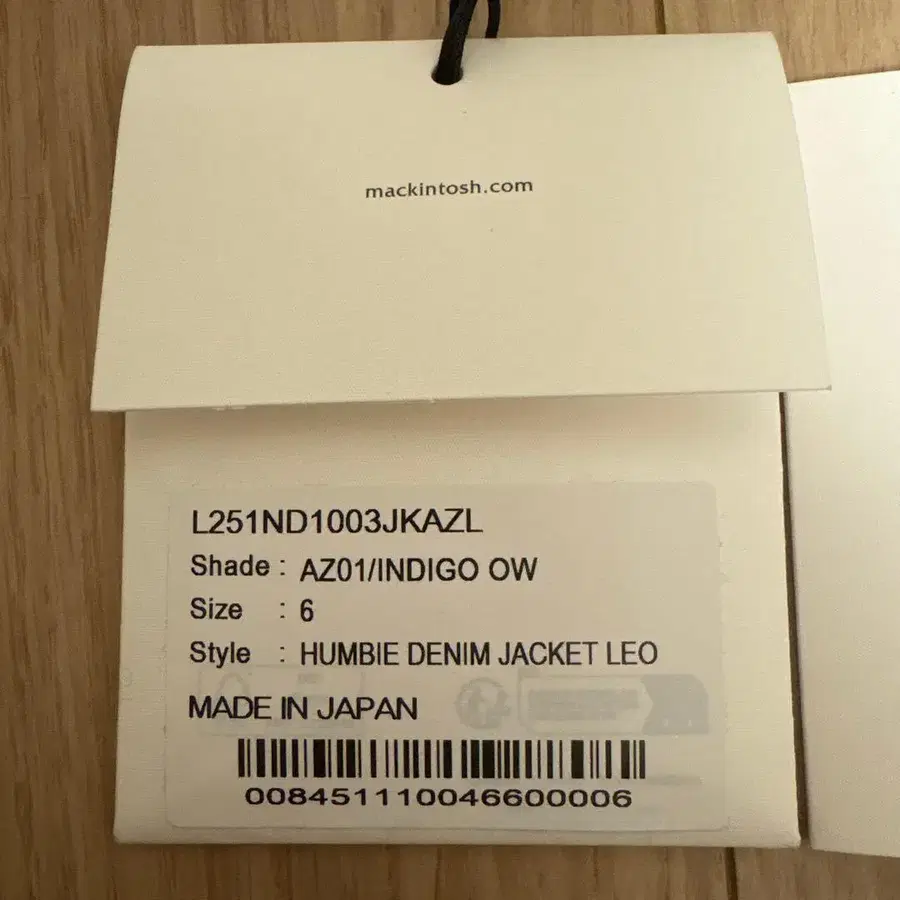 mackintosh.com
L251ND1003JKAZL
Shade : AZ01/INDIGO OW
Size : 6
Style : HUMBIE DENIM JACKET LEO
MADE IN JAPAN
008451110046600006